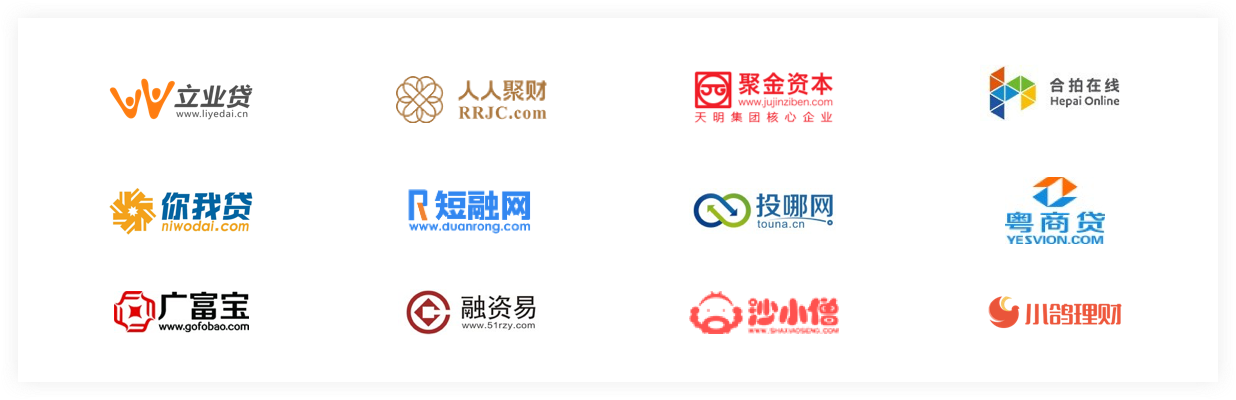 立业贷
www.liyedai.cn
人人聚财
RRJC.com
聚金资本
www.jujinziben.com
天明集团核心企业
合拍在线
Hepai Online
你我贷
niwodai.com
短融网
www.duanrong.com
投哪网
touna.cn
粤商贷
YESVION.COM
广富宝
www.gofobao.com
融资易
www.51rzy.com
沙小僧
WWW.SHAXIAOSENG.COM
小鸽理财